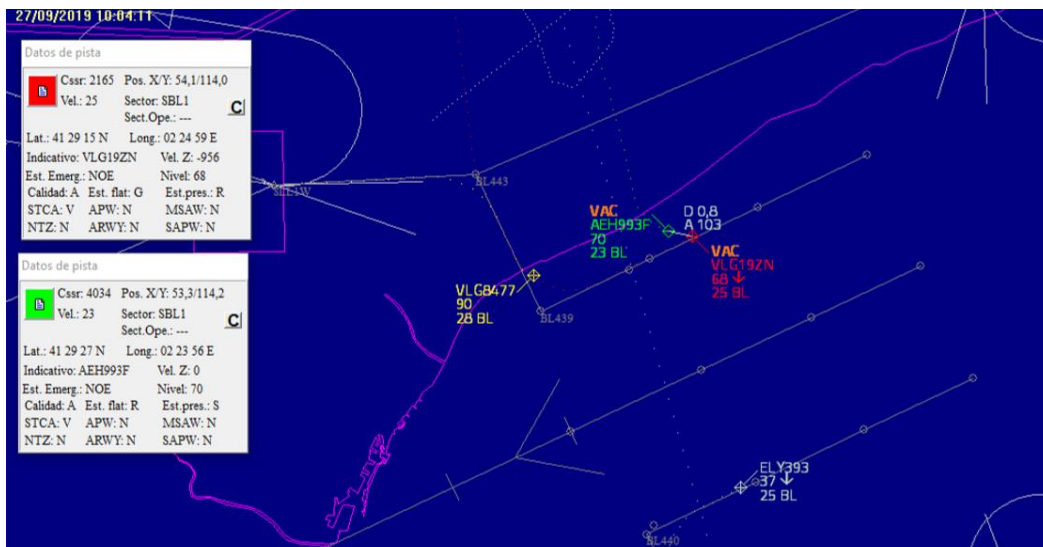 27/09/2019 10:04:11
Datos de pista
Cssr: 2165 Pos. X/Y: 54,1/114,0
Vel.: 25 Sector: SBL1
Sect.Ope.: ---
C
Lat.: 41 29 15 N Long.: 02 24 59 E
Indicativo: VLG19ZN Vel. Z: -956
Est. Emerg.: NOE Nivel: 68
Calidad: A Est. flat: G Est.pres.: R
STCA: V APW: N MSAW: N
NTZ: N ARWY: N SAPW: N
Datos de pista
Cssr: 4034 Pos. X/Y: 53,3/114,2
Vel.: 23 Sector: SBL1
Sect.Ope.: ---
C
Lat.: 41 29 27 N Long.: 02 23 56 E
Indicativo: AEH993F Vel. Z: 0
Est. Emerg.: NOE Nivel: 70
Calidad: A Est. flat: R Est.pres.: S
STCA: V APW: N MSAW: N
NTZ: N ARWY: N SAPW: N
BL443
VAC
AEH993F
70
23 BL
D 0,8
A 103
VAC
VLG19ZN
68 ↓
25 BL
VLG8477
90
28 BL
BL439
ELY393
37 ↓
25 BL
BL440